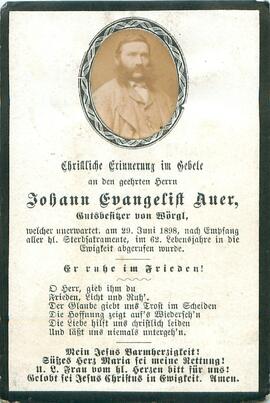 Christliche Erinnerung im Gebete
an den geehrten Herrn
Johann Evangelist Auer,
Gutsbesitzer von Wörgl,
welcher unerwartet, am 29. Juni 1898, nach Empfang
aller hl. Sterbsakramente, im 62. Lebensjahre in die
Ewigkeit abgerufen wurde.
Er ruhe im Frieden!
O Herr, gieb ihm du
Frieden, Licht und Ruh'.
Der Glaube giebt uns Trost im Scheiden
Die Hoffnung zeigt auf's Wiederseh'n
Die Liebe hilft uns christlich leiden
Und läßt uns niemals untergeh'n.
Mein Jesus Barmherzigkeit!
Süßes Herz Mariä sei meine Rettung!
U. L. Frau vom hl. Herzen bitt für uns!
Gelobt sei Jesus Christus in Ewigkeit. Amen.